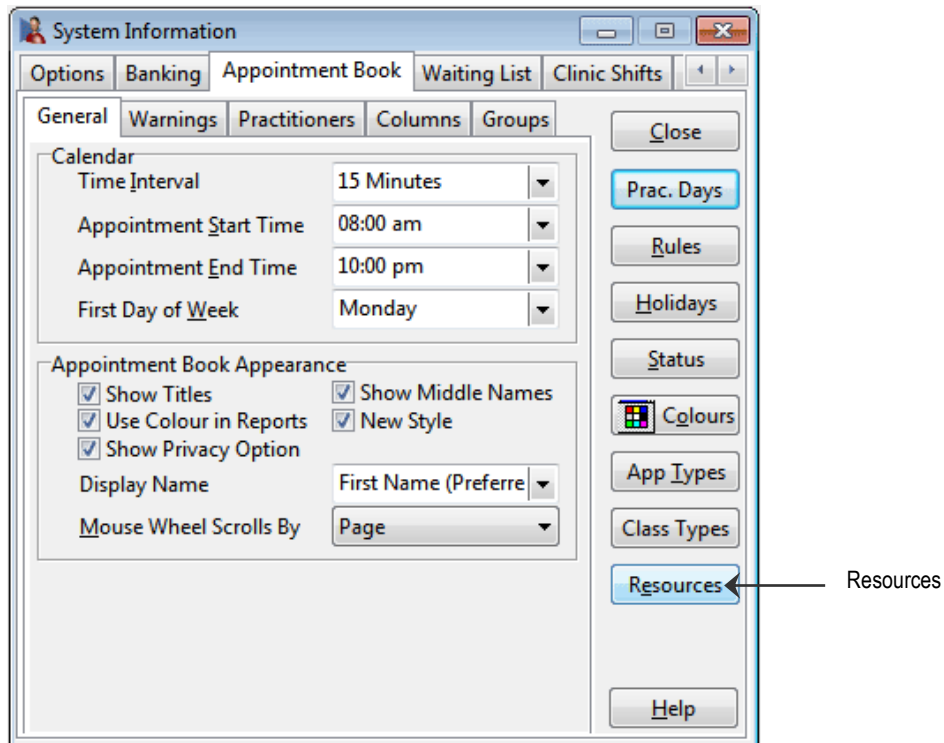 System Information
Options Banking Appointment Book Waiting List Clinic Shifts
General Warnings Practitioners Columns Groups
Close
Calendar
Time Interval 15 Minutes
Prac. Days
Appointment Start Time 08:00 am
Rules
Appointment End Time 10:00 pm
First Day of Week Monday
Holidays
Appointment Book Appearance
Status
Show Titles Show Middle Names
Use Colour in Reports New Style
Colours
Show Privacy Option
Display Name First Name (Preferre
App Types
Mouse Wheel Scrolls By Page
Class Types
Resources
Resources
Help